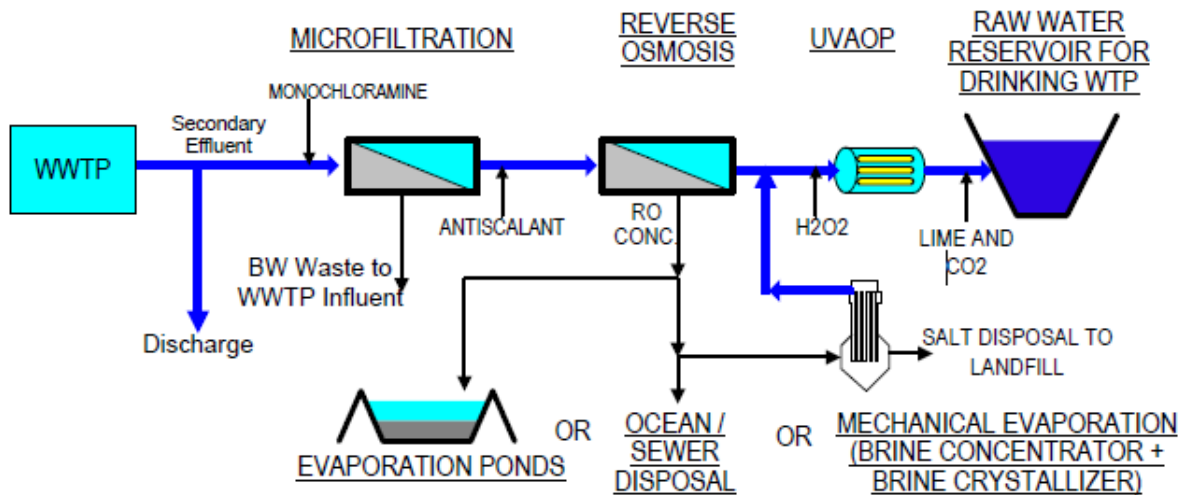 MICROFILTRATION
REVERSE
OSMOSIS
UVAOP
RAW WATER
RESERVOIR FOR
DRINKING WTP
MONOCHLORAMINE
Secondary
Effluent
WWTP
ANTISCALANT
RO
CONC.
H2O2
LIME AND
CO2
BW Waste to
WWTP Influent
Discharge
SALT DISPOSAL TO
LANDFILL
EVAPORATION PONDS
OR
OCEAN /
SEWER
DISPOSAL
OR
MECHANICAL EVAPORATION
(BRINE CONCENTRATOR +
BRINE CRYSTALLIZER)